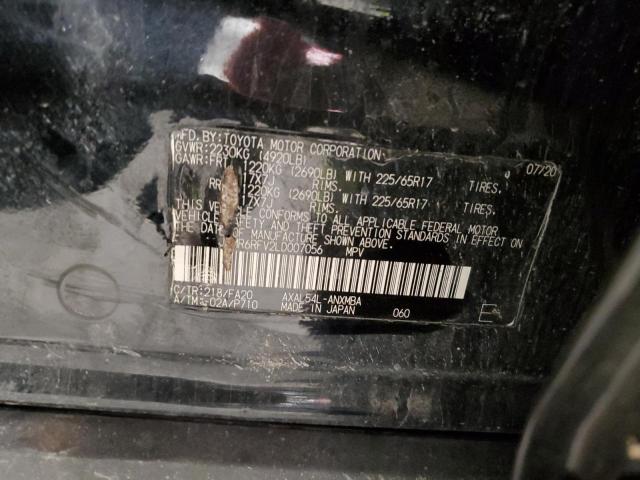 MFD. BY: TOYOTA MOTOR CORPORATION 07/20
GVWR: 2230KG (4920LB)
GAWR: FR 1220KG (2690LB) WITH 225/65R17 TIRES,
17X7J RIMS,
RR 1220KG (2690LB) WITH 225/65R17 TIRES,
17X7J RIMS,
THIS VEHICLE CONFORMS TO ALL APPLICABLE FEDERAL MOTOR
VEHICLE SAFETY AND THEFT PREVENTION STANDARDS IN EFFECT ON
THE DATE OF MANUFACTURE SHOWN ABOVE.
R6RFV2LD007056 MPV
C/TR: 218/FA20 AXAL54L-ANXMBA
A/TM: -02A/P710 MADE IN JAPAN 060 E